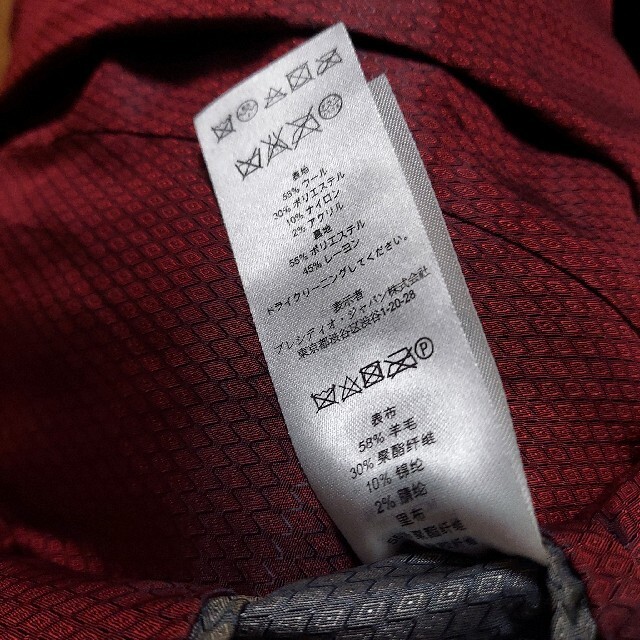 表地
58% ウール
30% ポリエステル
10% ナイロン
2% アクリル
裏地
55% ポリエステル
45% レーヨン
ドライクリーニングしてください。
表示者
プレシディオ・ジャパン株式会社
東京都渋谷区渋谷1-20-28
P
表布
58% 羊毛
30% 聚酯纤维
10% 锦纶
2% 腈纶
里布
聚酯纤维